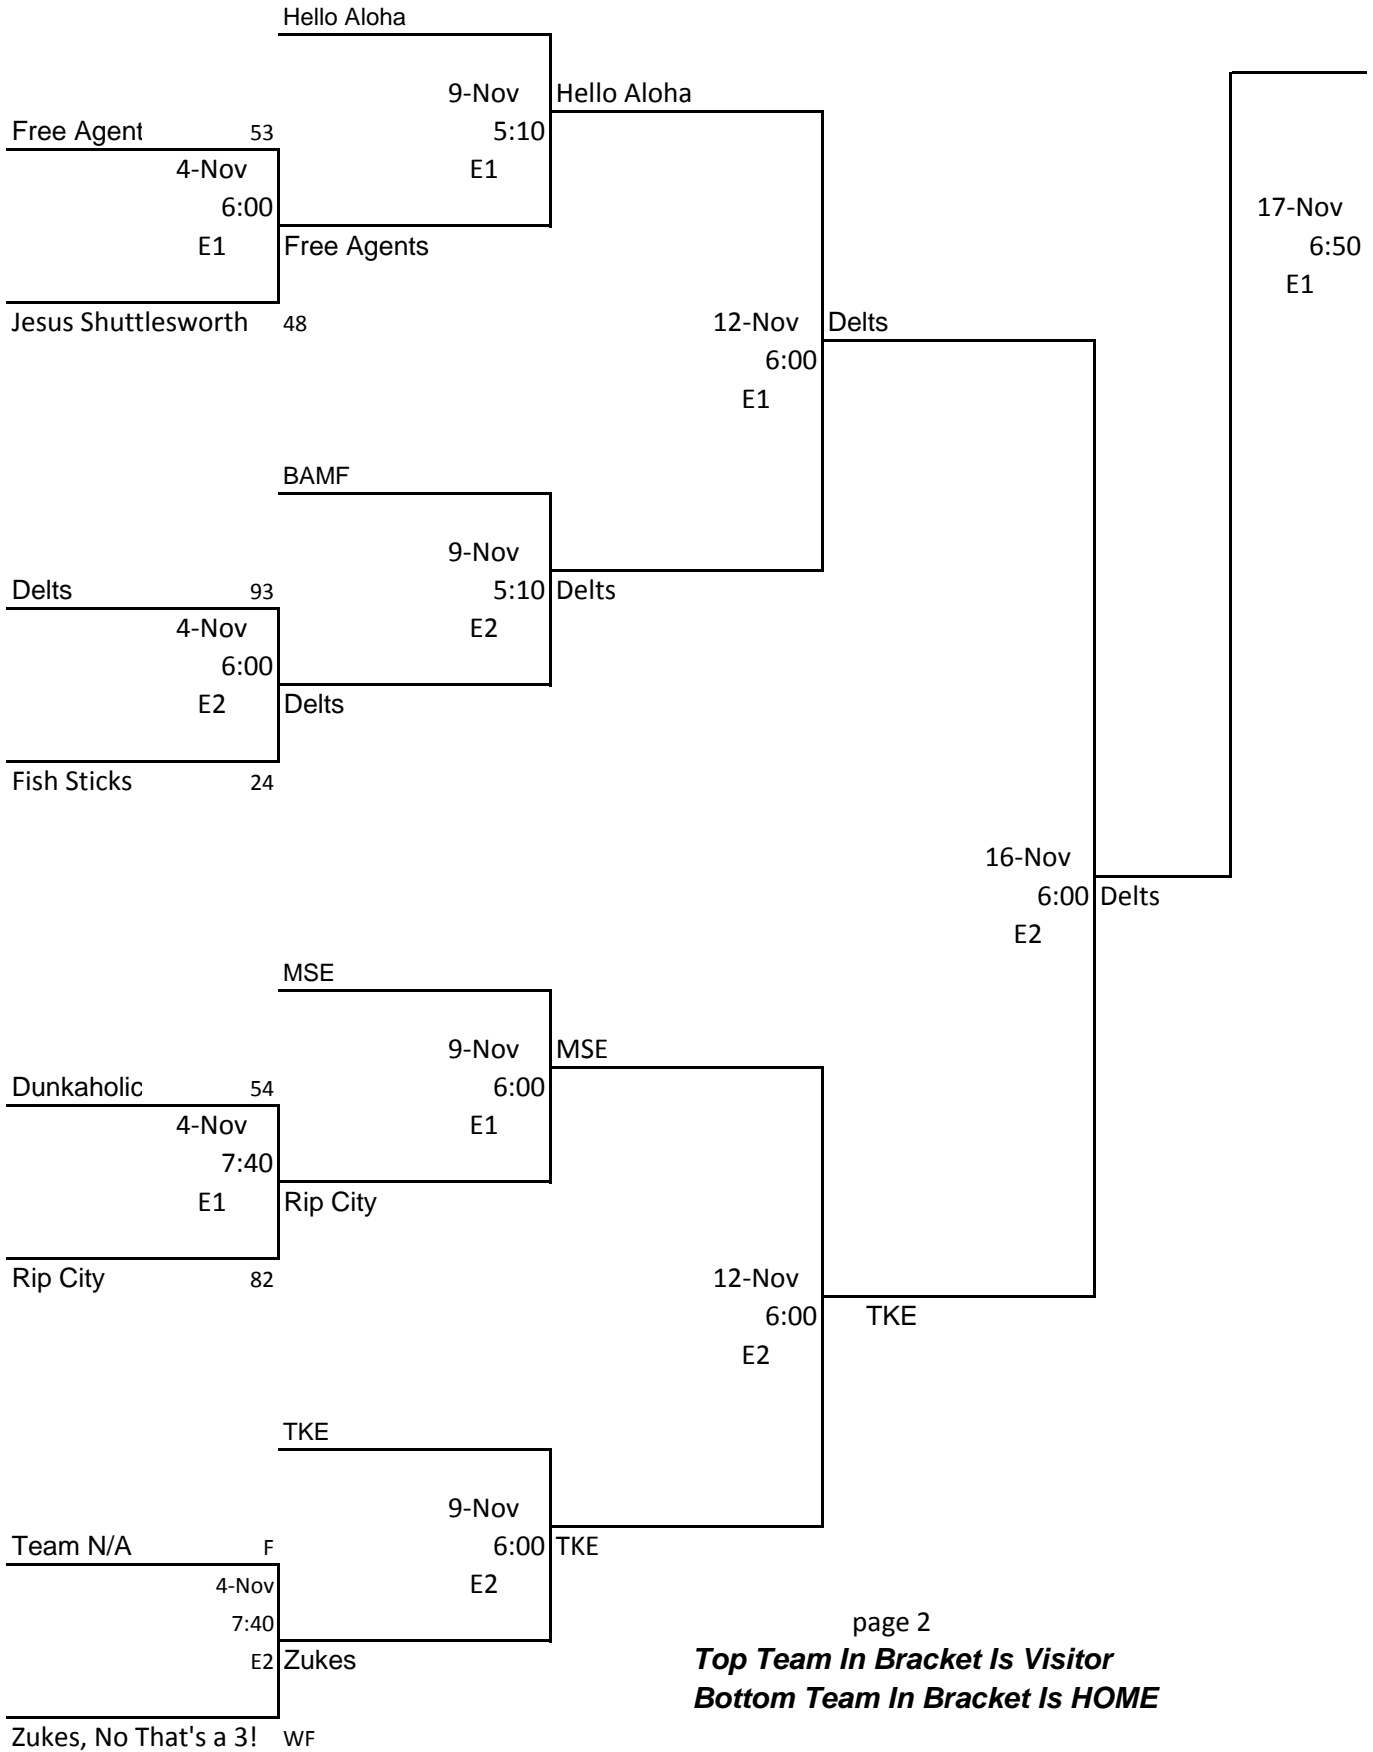 Hello Aloha
9-Nov Hello Aloha
Free Agent 53 5:10
4-Nov E1
6:00 17-Nov
E1 Free Agents 6:50
E1
Jesus Shuttlesworth 48 12-Nov Delts
6:00
E1
BAMF
9-Nov
Delts 93 5:10 Delts
4-Nov E2
6:00
E2 Delts
Fish Sticks 24
16-Nov
6:00 Delts
E2
MSE
9-Nov MSE
Dunkaholic 54 6:00
4-Nov E1
7:40
E1 Rip City
Rip City 82 12-Nov
6:00 TKE
E2
TKE
9-Nov
Team N/A F 6:00 TKE
4-Nov E2
7:40 page 2
E2 Zukes Top Team In Bracket Is Visitor
Bottom Team In Bracket Is HOME
Zukes, No That's a 3! WF